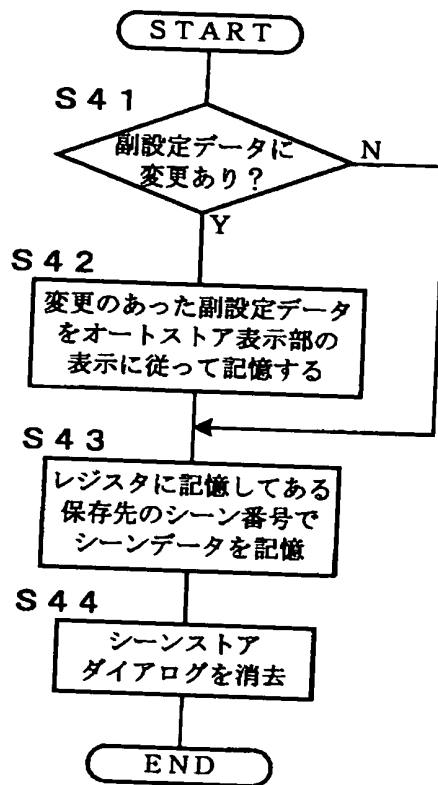 START
S41
副設定データに
変更あり?
N
Y
S42
変更のあった副設定データ
をオートストア表示部の
表示に従って記憶する
S43
レジスタに記憶してある
保存先のシーン番号で
シーンデータを記憶
S44
シーンストア
ダイアログを消去
END